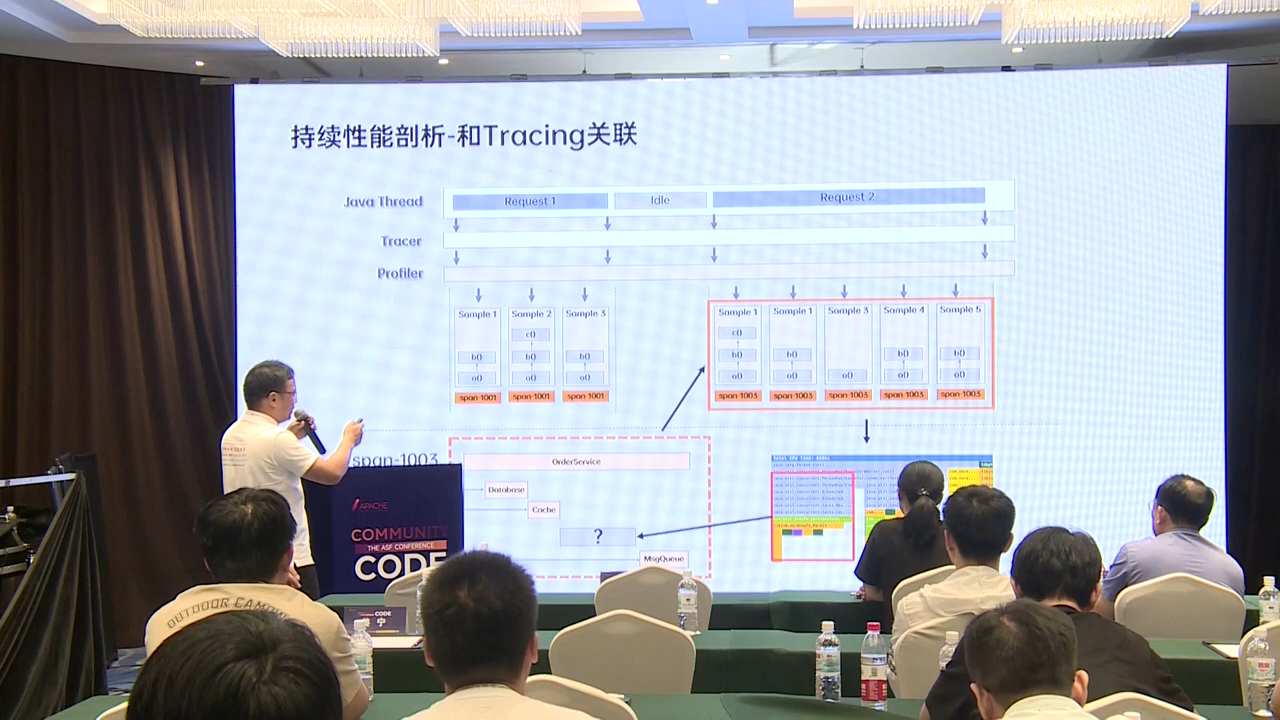 持续性能剖析-和Tracing关联
Java Thread
Request 1
Idle
Request 2
Tracer
Profiler
Sample 1
Sample 2
Sample 3
Sample 1
Sample 1
Sample 3
Sample 4
Sample 5
c()
c()
b()
b()
b()
b()
b()
b()
b()
a()
a()
a()
a()
a()
a()
a()
a()
span-1001
span-1001
span-1001
span-1003
span-1003
span-1003
span-1003
span-1003
span-1003
OrderService
Database
Cache
?
MsgQueue
APACHE
COMMUNITY
THE ASF CONFERENCE
CODE
OUTDOOR CAMP
CODE
宁